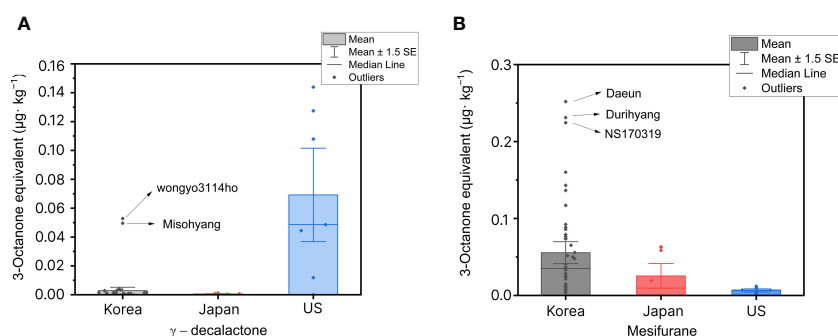 A
Mean
Mean ± 1.5 SE
Median Line
Outliers
3-Octanone equivalent (μg· kg⁻¹)
0.16
0.14
0.12
0.10
0.08
0.06
0.04
0.02
0.00
wongyo3114ho
Misohyang
Korea
Japan
US
γ – decalactone
B
Mean
Mean ± 1.5 SE
Median Line
Outliers
3-Octanone equivalent (μg· kg⁻¹)
0.3
0.2
0.1
0.0
Daeun
Durihyang
NS170319
Korea
Japan
US
Mesifurane